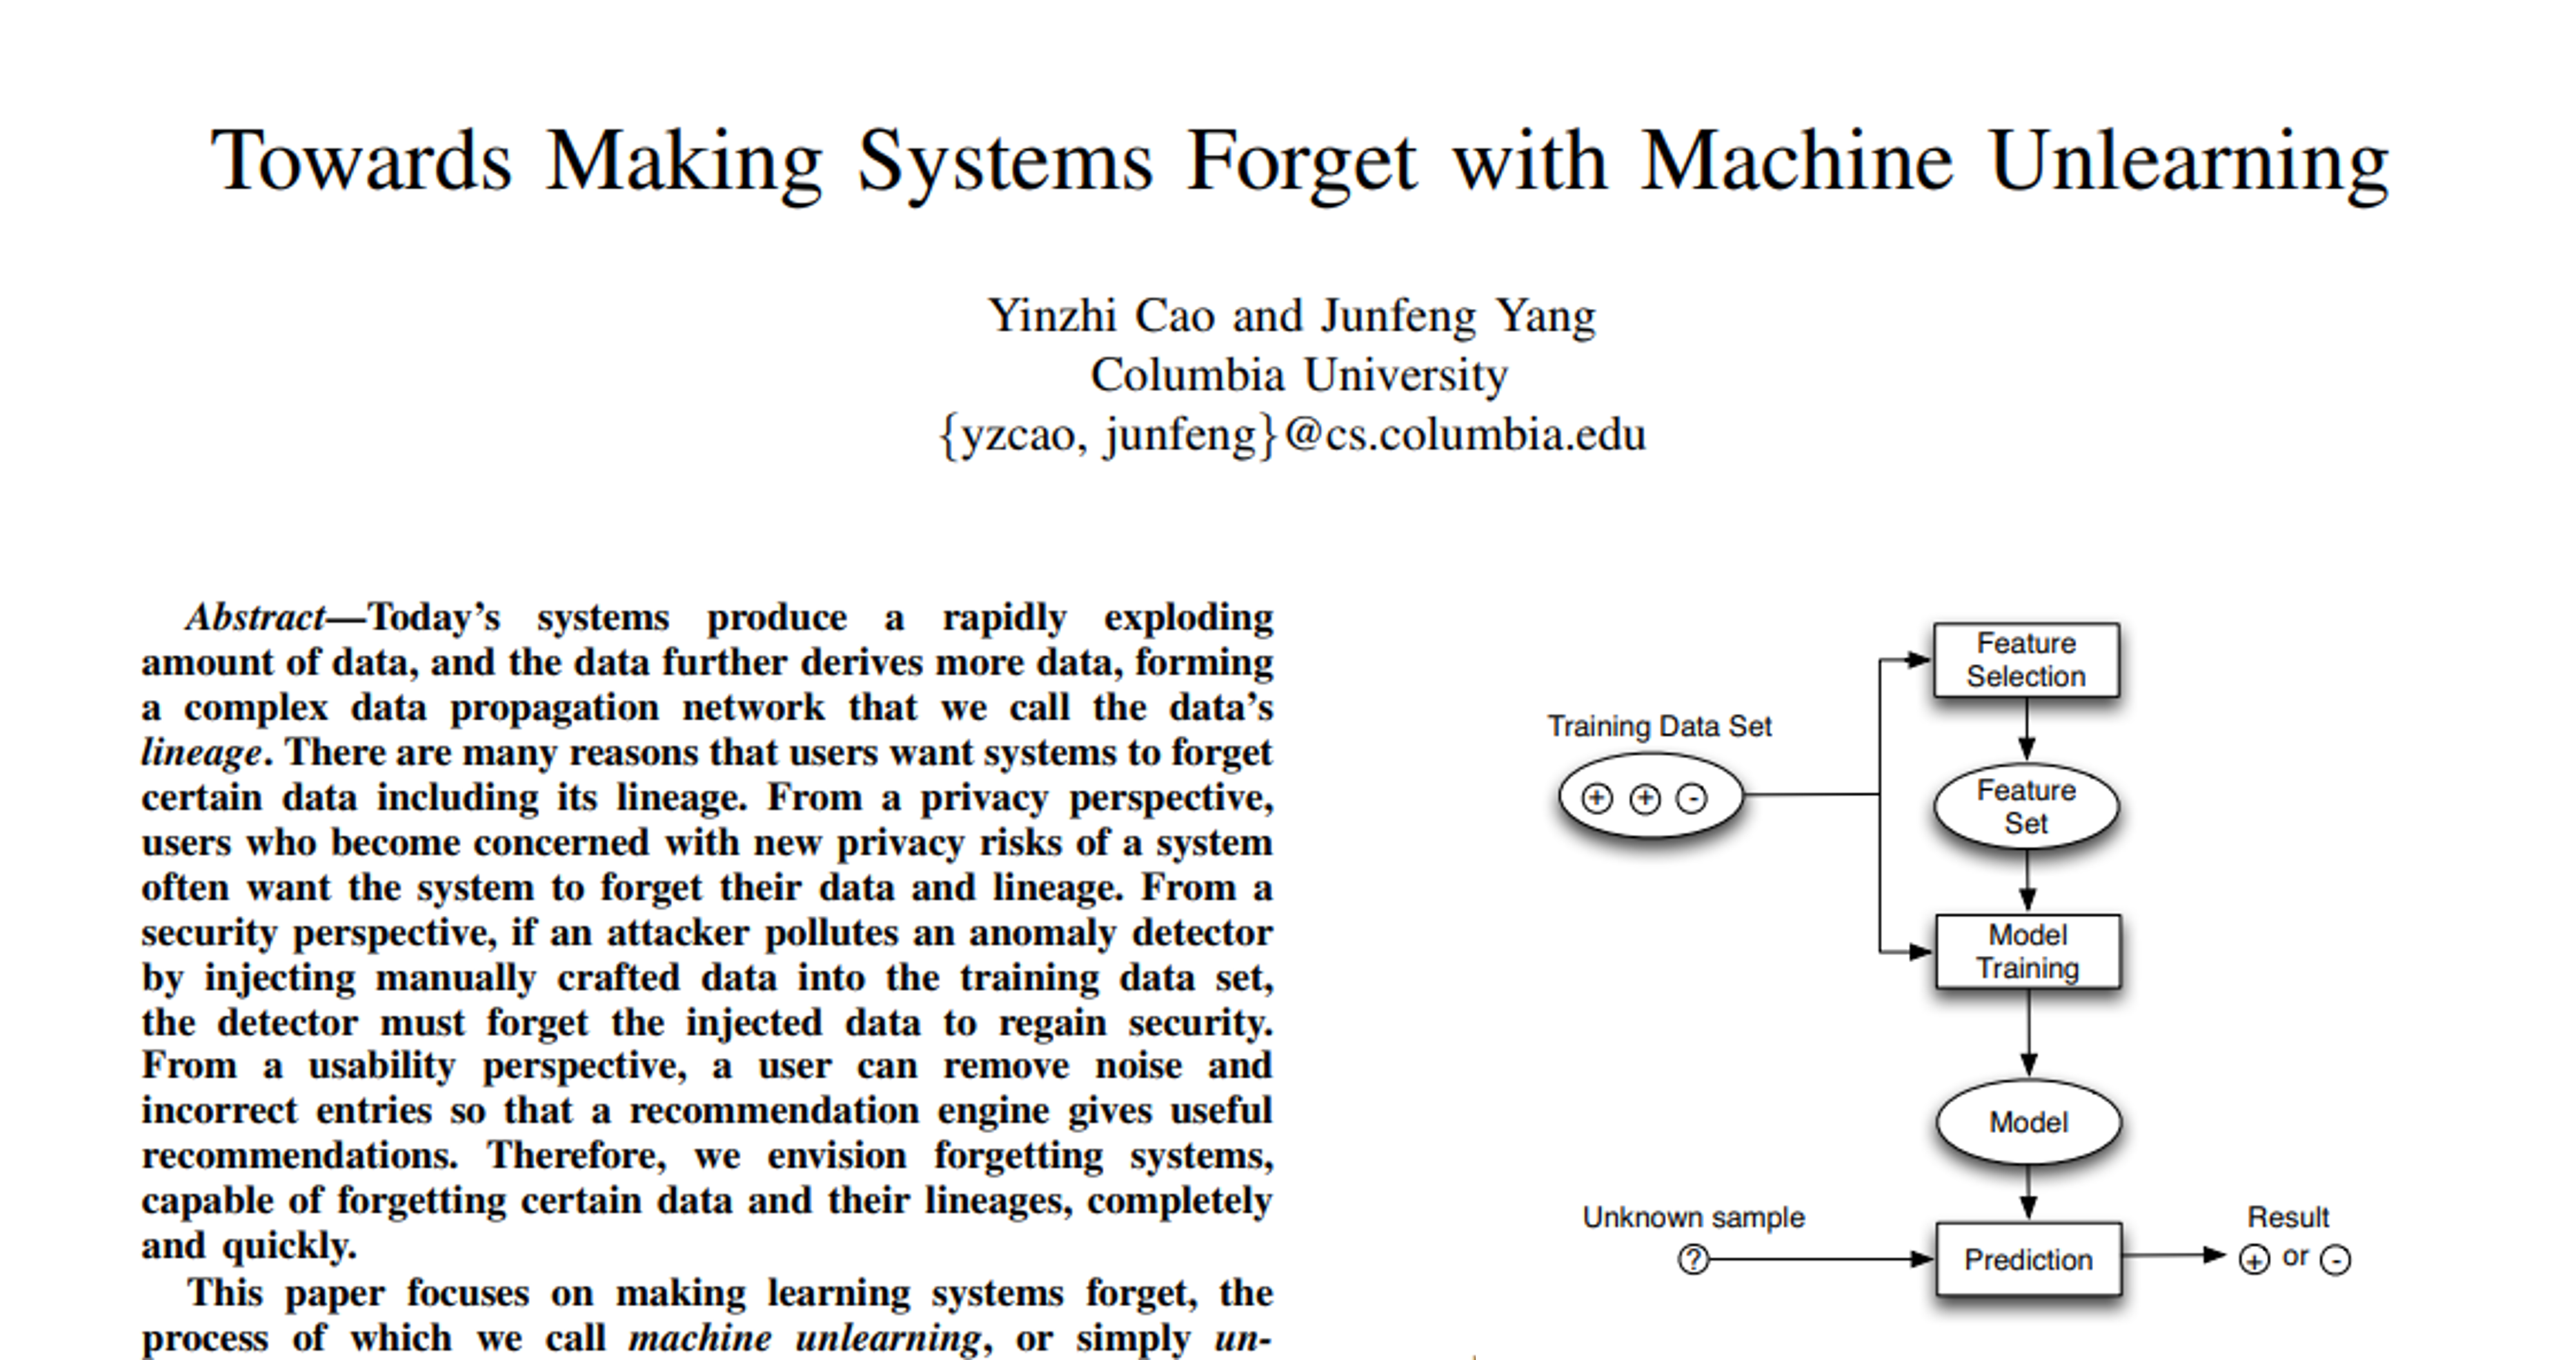 Towards Making Systems Forget with Machine Unlearning
Yinzhi Cao and Junfeng Yang
Columbia University
{yzcao, junfeng}@cs.columbia.edu
Abstract—Today's systems produce a rapidly exploding
amount of data, and the data further derives more data, forming
a complex data propagation network that we call the data's
lineage. There are many reasons that users want systems to forget
certain data including its lineage. From a privacy perspective,
users who become concerned with new privacy risks of a system
often want the system to forget their data and lineage. From a
security perspective, if an attacker pollutes an anomaly detector
by injecting manually crafted data into the training data set,
the detector must forget the injected data to regain security.
From a usability perspective, a user can remove noise and
incorrect entries so that a recommendation engine gives useful
recommendations. Therefore, we envision forgetting systems,
capable of forgetting certain data and their lineages, completely
and quickly.
This paper focuses on making learning systems forget, the
process of which we call machine unlearning, or simply un-
Training Data Set
+ + -
Feature
Selection
Feature
Set
Model
Training
Model
Unknown sample
?
Prediction
Result
+ or -